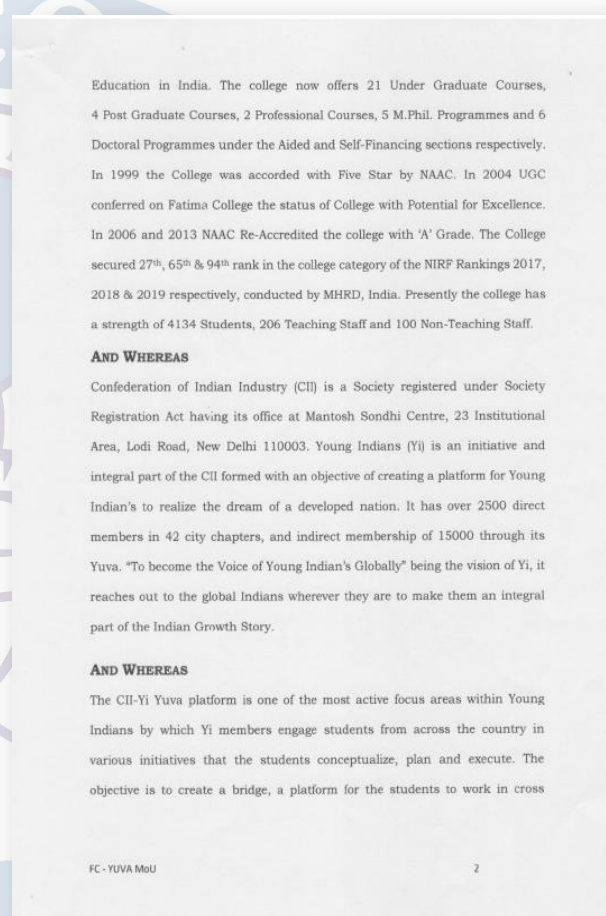 Education in India. The college now offers 21 Under Graduate Courses,
4 Post Graduate Courses, 2 Professional Courses, 5 M.Phil. Programmes and 6
Doctoral Programmes under the Aided and Self-Financing sections respectively.
In 1999 the College was accorded with Five Star by NAAC. In 2004 UGC
conferred on Fatima College the status of College with Potential for Excellence.
In 2006 and 2013 NAAC Re-Accredited the college with 'A' Grade. The College
secured 27th, 65th & 94th rank in the college category of the NIRF Rankings 2017,
2018 & 2019 respectively, conducted by MHRD, India. Presently the college has
a strength of 4134 Students, 206 Teaching Staff and 100 Non-Teaching Staff.
AND WHEREAS
Confederation of Indian Industry (CII) is a Society registered under Society
Registration Act having its office at Mantosh Sondhi Centre, 23 Institutional
Area, Lodi Road, New Delhi 110003. Young Indians (Yi) is an initiative and
integral part of the CII formed with an objective of creating a platform for Young
Indian's to realize the dream of a developed nation. It has over 2500 direct
members in 42 city chapters, and indirect membership of 15000 through its
Yuva. "To become the Voice of Young Indian's Globally" being the vision of Yi, it
reaches out to the global Indians wherever they are to make them an integral
part of the Indian Growth Story.
AND WHEREAS
The CII-Yi Yuva platform is one of the most active focus areas within Young
Indians by which Yi members engage students from across the country in
various initiatives that the students conceptualize, plan and execute. The
objective is to create a bridge, a platform for the students to work in cross
FC - YUVA MoU 2